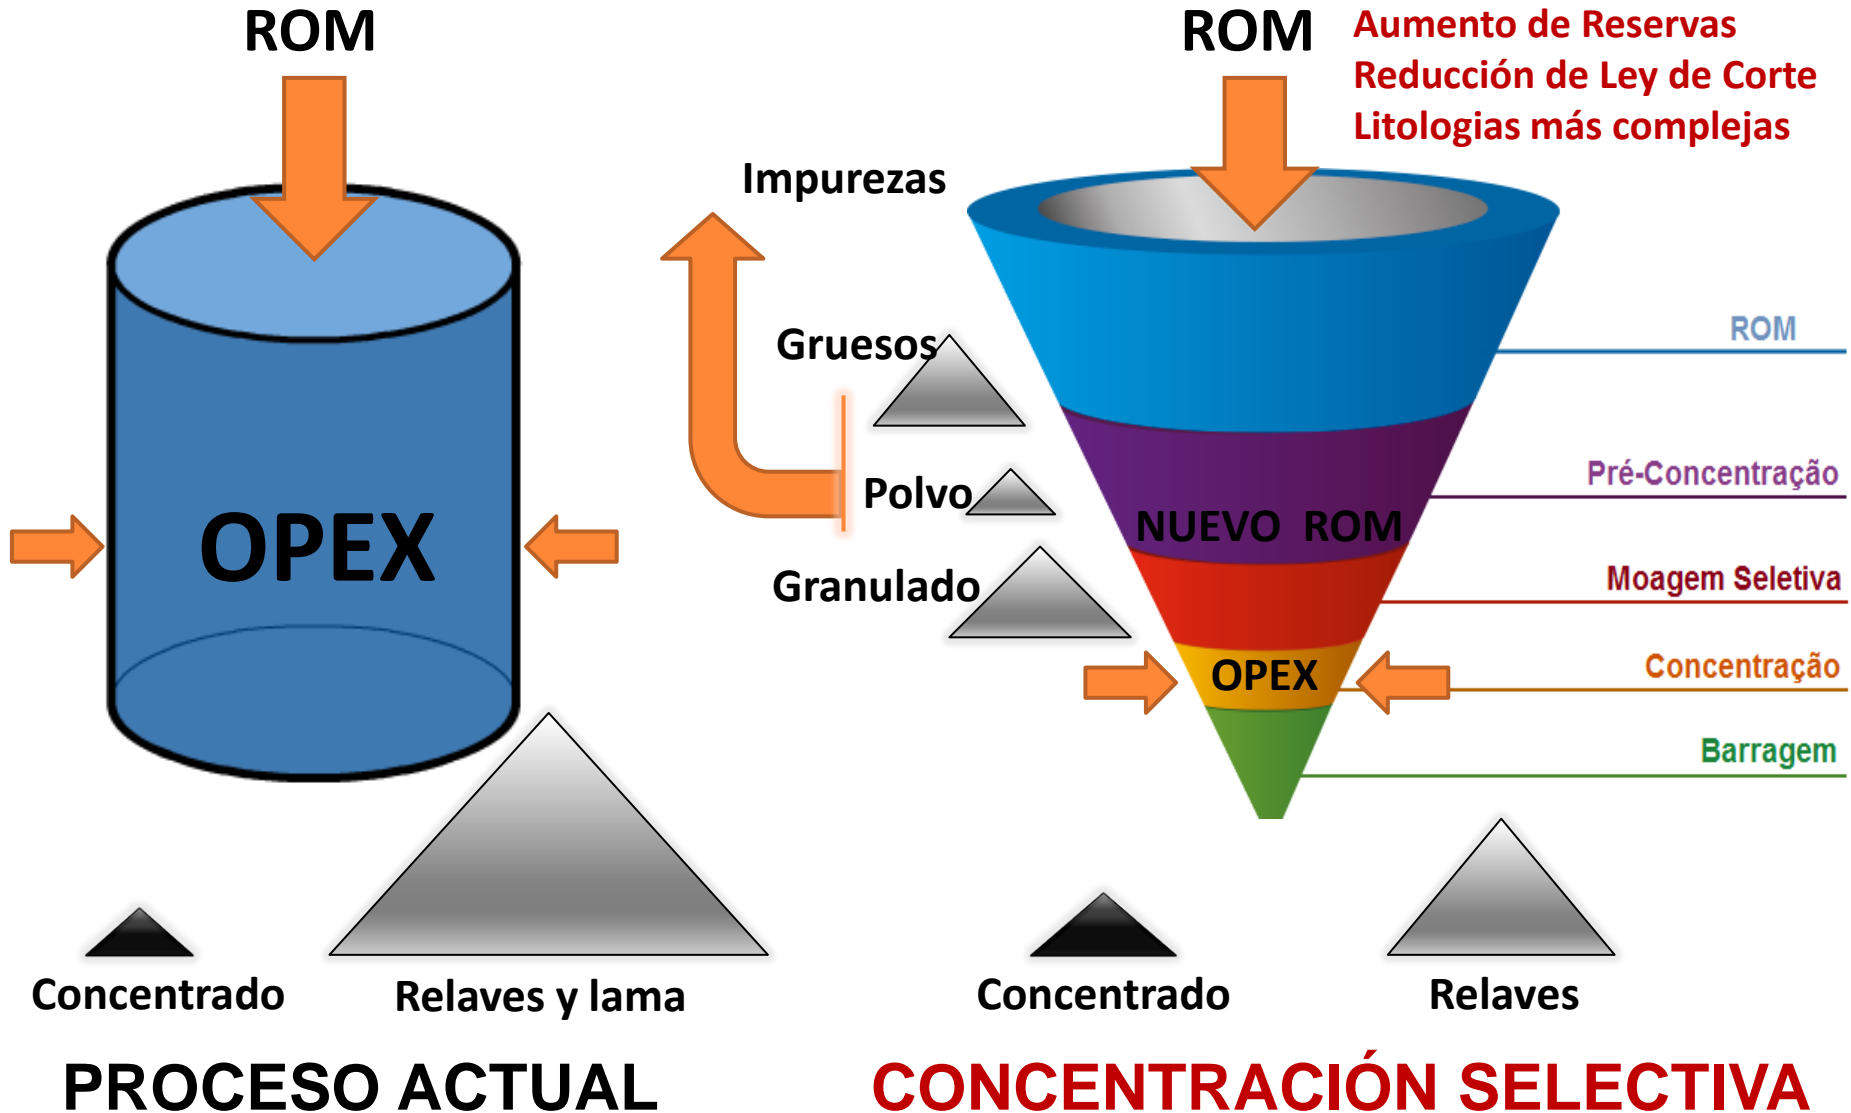 ROM
OPEX
Concentrado
Relaves y lama
PROCESO ACTUAL
ROM
Aumento de Reservas
Reducción de Ley de Corte
Litologias más complejas
Impurezas
Gruesos
Polvo
Granulado
NUEVO ROM
OPEX
ROM
Pré-Concentração
Moagem Seletiva
Concentração
Barragem
Concentrado
Relaves
CONCENTRACIÓN SELECTIVA